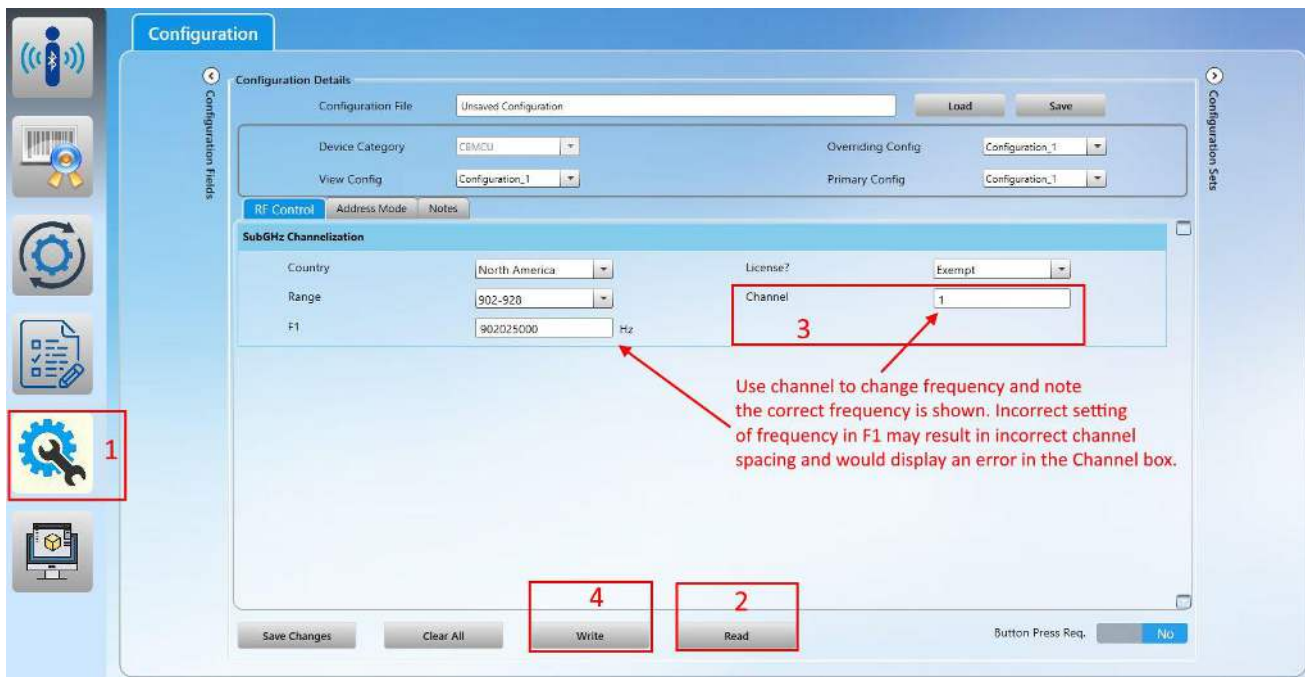 Configuration
Configuration Fields
Configuration Details
Configuration File
Unsaved Configuration
Load
Save
Device Category
CBMCU
Overriding Config
Configuration_1
View Config
Configuration_1
Primary Config
Configuration_1
RF Control
Address Mode
Notes
SubGHz Channelization
Country
North America
License?
Exempt
Range
902-928
Channel
1
F1
902025000
Hz
3
Use channel to change frequency and note
the correct frequency is shown. Incorrect setting
of frequency in F1 may result in incorrect channel
spacing and would display an error in the Channel box.
1
4
2
Save Changes
Clear All
Write
Read
Button Press Req.
No
Configuration Sets